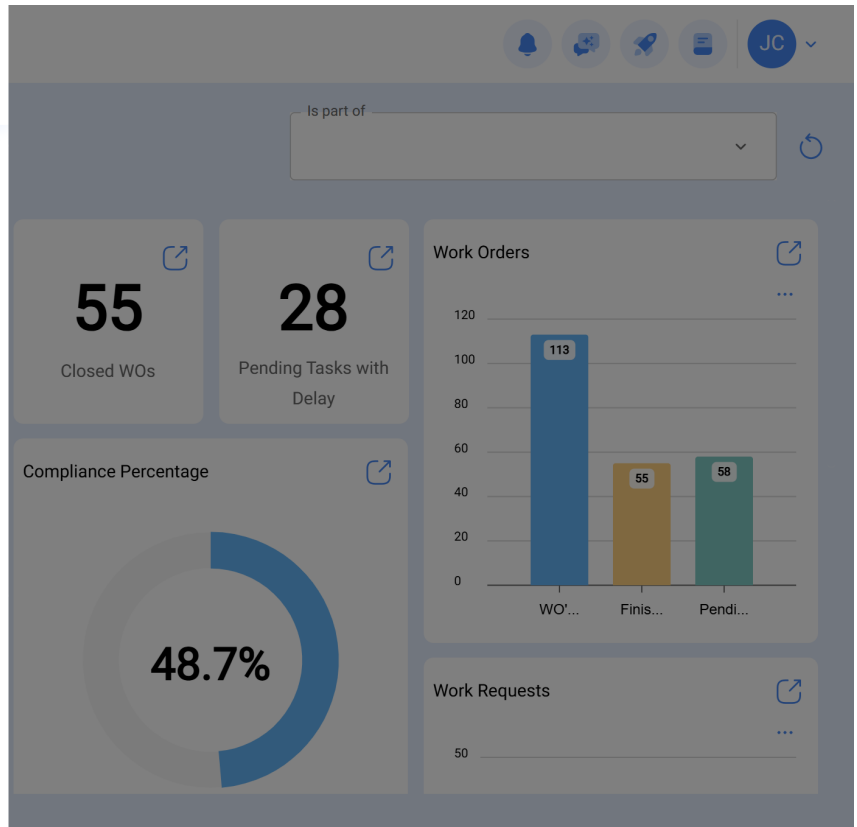 JC
Is part of
55
Closed WOs
28
Pending Tasks with
Delay
Work Orders
...
120
100
80
60
40
20
0
113
55
58
WO'...
Finis...
Pendi...
Compliance Percentage
48.7%
Work Requests
...
50